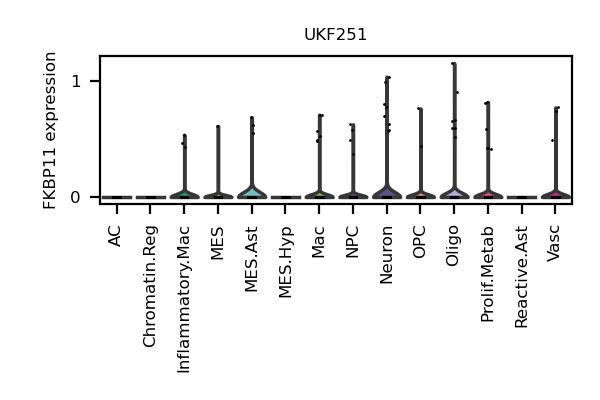 UKF251
FKBP11 expression
1
0
AC
Chromatin.Reg
Inflammatory.Mac
MES
MES.Ast
MES.Hyp
Mac
NPC
Neuron
OPC
Oligo
Prolif.Metab
Reactive.Ast
Vasc